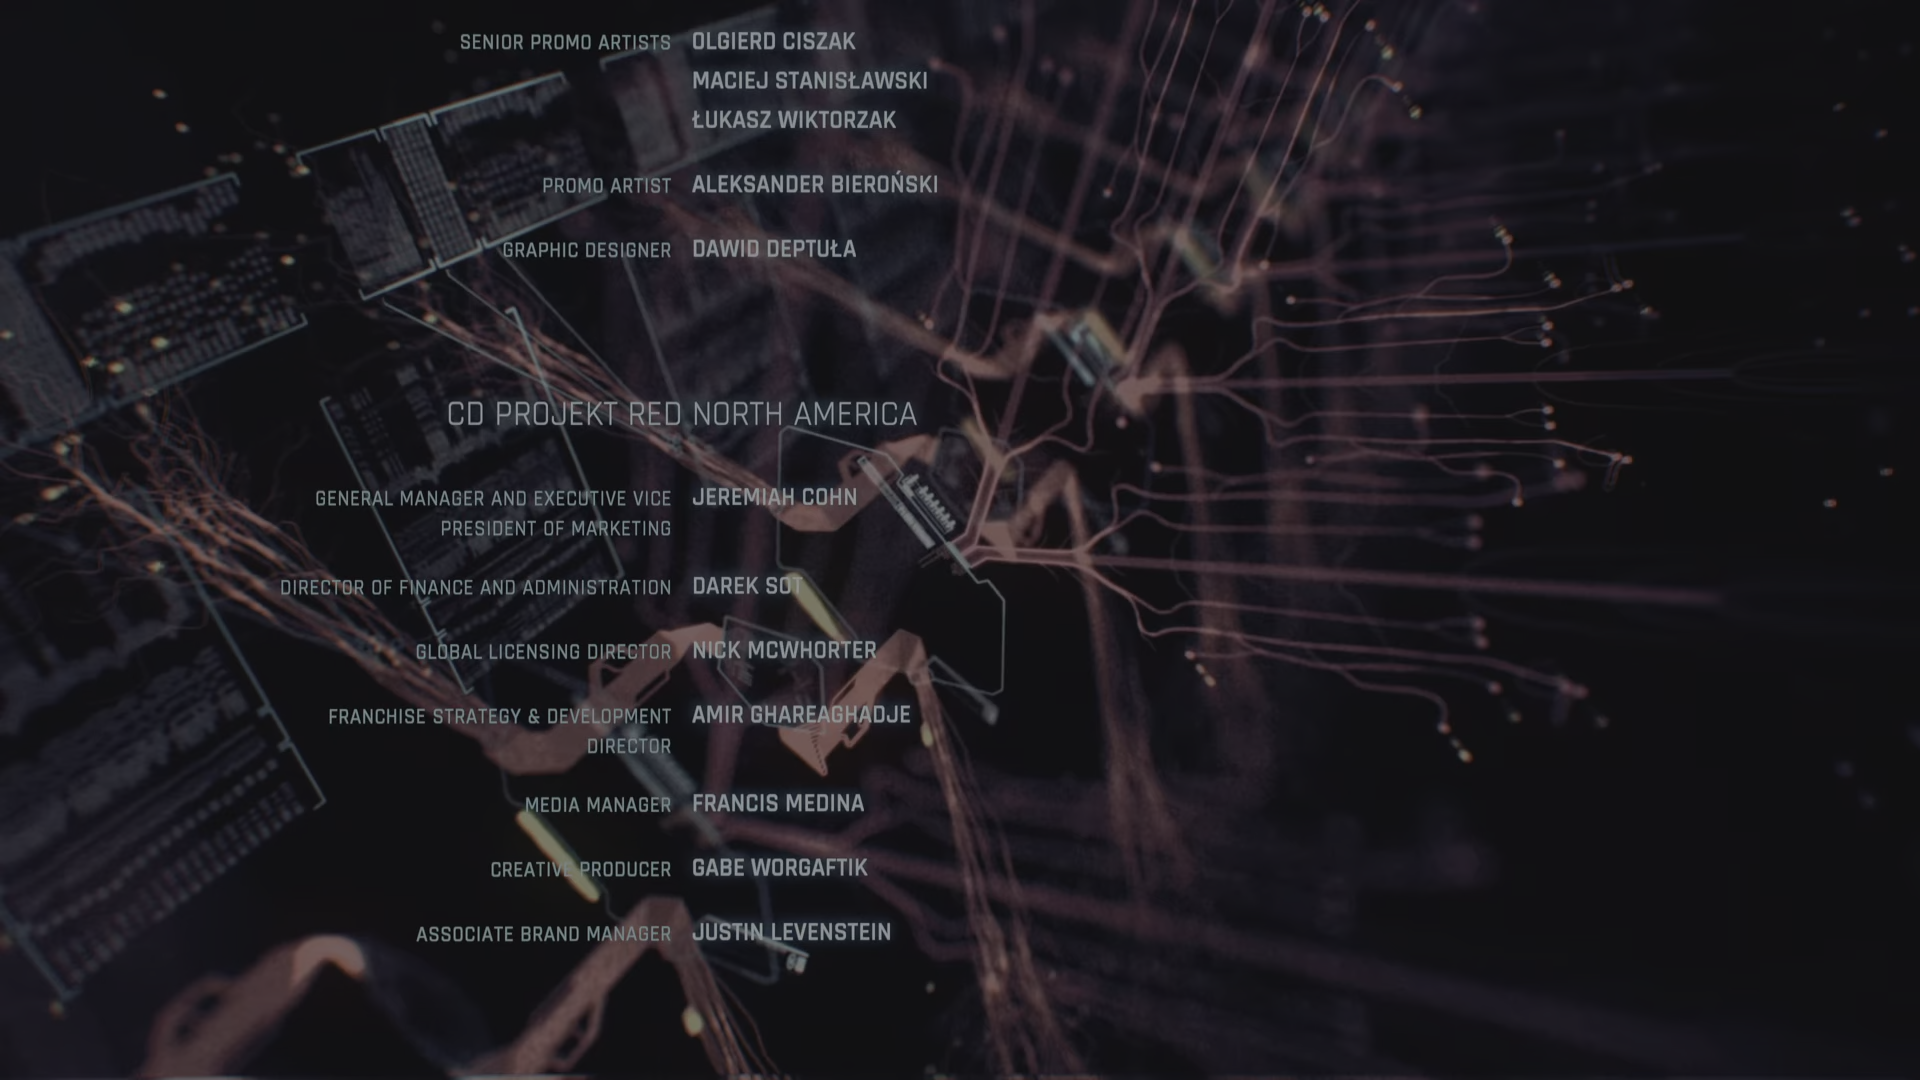 SENIOR PROMO ARTISTS OLGIERD CISZAK
MACIEJ STANISŁAWSKI
ŁUKASZ WIKTORZAK
PROMO ARTIST ALEKSANDER BIEROŃSKI
GRAPHIC DESIGNER DAWID DEPTUŁA
CD PROJEKT RED NORTH AMERICA
GENERAL MANAGER AND EXECUTIVE VICE JEREMIAH COHN
PRESIDENT OF MARKETING
DIRECTOR OF FINANCE AND ADMINISTRATION DAREK SOT
GLOBAL LICENSING DIRECTOR NICK MCWHORTER
FRANCHISE STRATEGY & DEVELOPMENT AMIR GHAREAGHADJE
DIRECTOR
MEDIA MANAGER FRANCIS MEDINA
CREATIVE PRODUCER GABE WORGAFTIK
ASSOCIATE BRAND MANAGER JUSTIN LEVENSTEIN